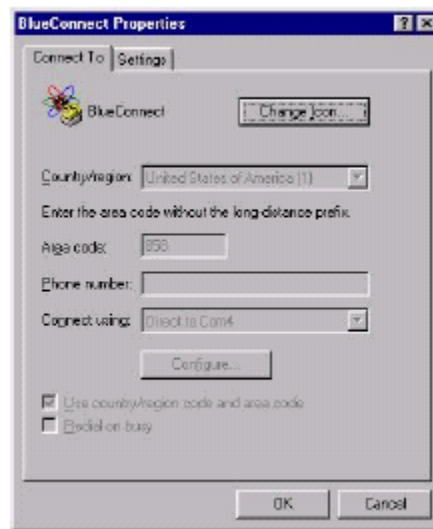 BlueConnect Properties
Connect To Settings
BlueConnect Change Icon...
Country/region: United States of America (1)
Enter the area code without the long-distance prefix.
Area code: 858
Phone number:
Connect using: Direct to Com4
Configure...
Use country/region code and area code
Redial on busy
OK Cancel